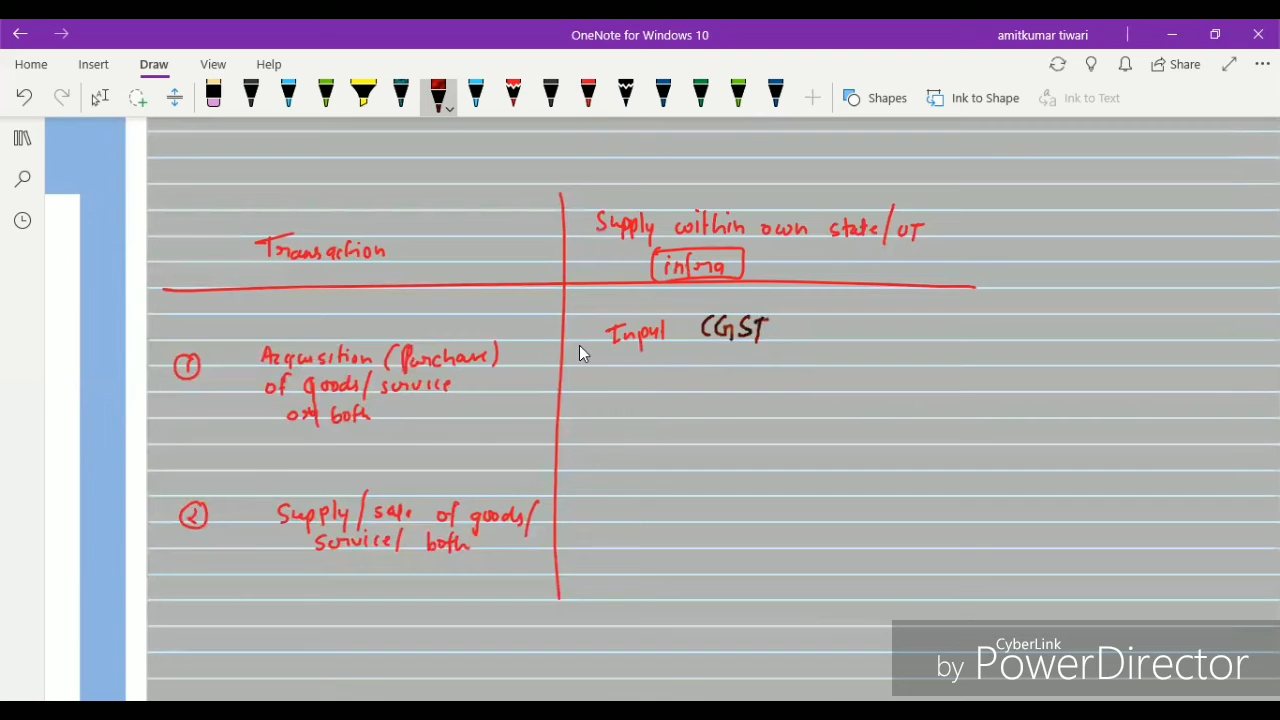 OneNote for Windows 10
amitkumar tiwari
Home Insert Draw View Help
Share
Shapes
Ink to Shape
Ink to Text
Transaction
Supply within own state/UT
infra
Input CGST
1 Acqusition (Purchase)
of goods/service
or both
2 Supply/sale of goods/
service/ both
CyberLink
by PowerDirector